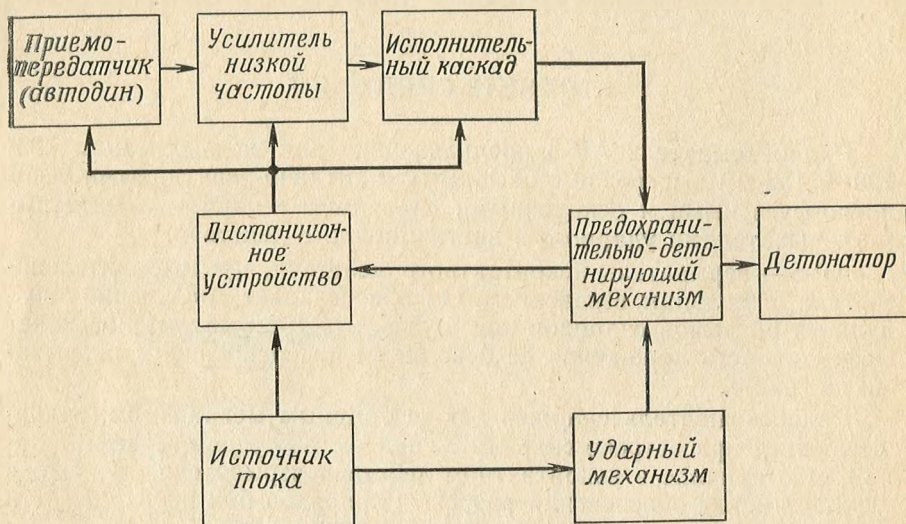 Приемо-
передатчик
(автодин)
Усилитель
низкой
частоты
Исполнитель-
ный каскад
Дистанцион-
ное
устройство
Предохрани-
тельно-дето-
нирующий
механизм
Детонатор
Источник
тока
Ударный
механизм